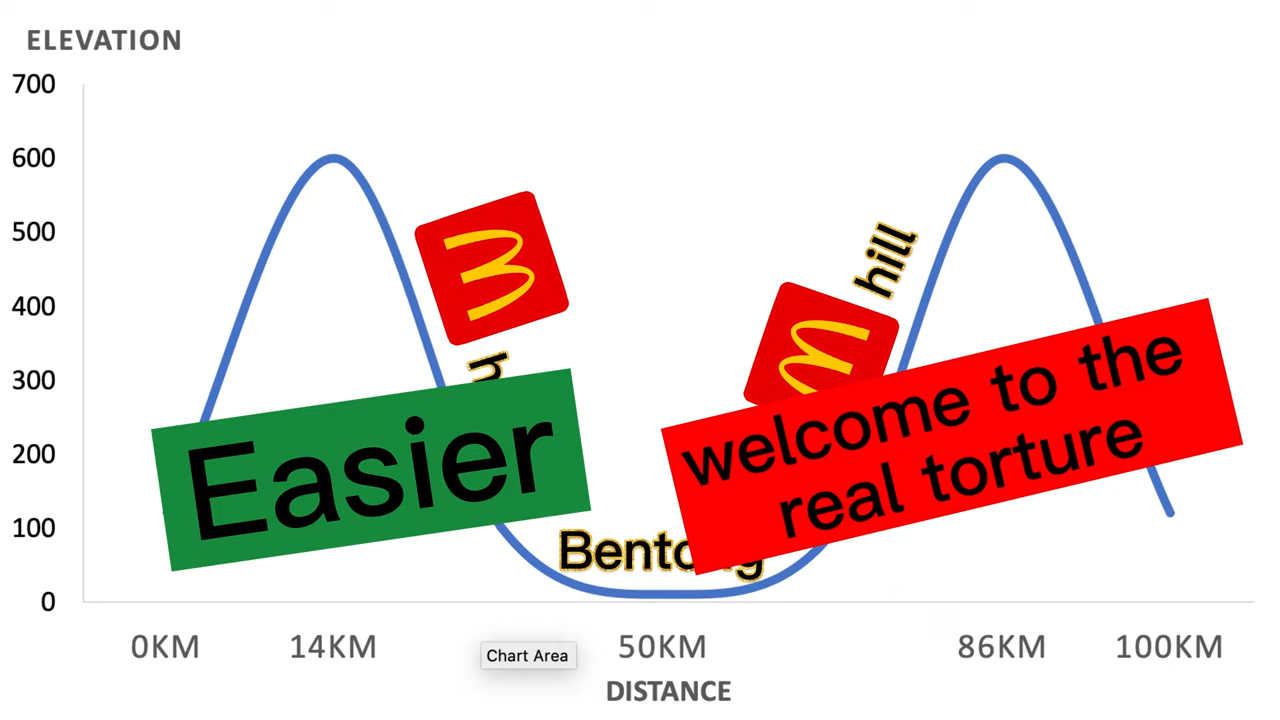 ELEVATION
700
600
500
400
300
200
100
0
hill
Easier
welcome to the
real torture
0KM
14KM
50KM
86KM
100KM
Chart Area
DISTANCE